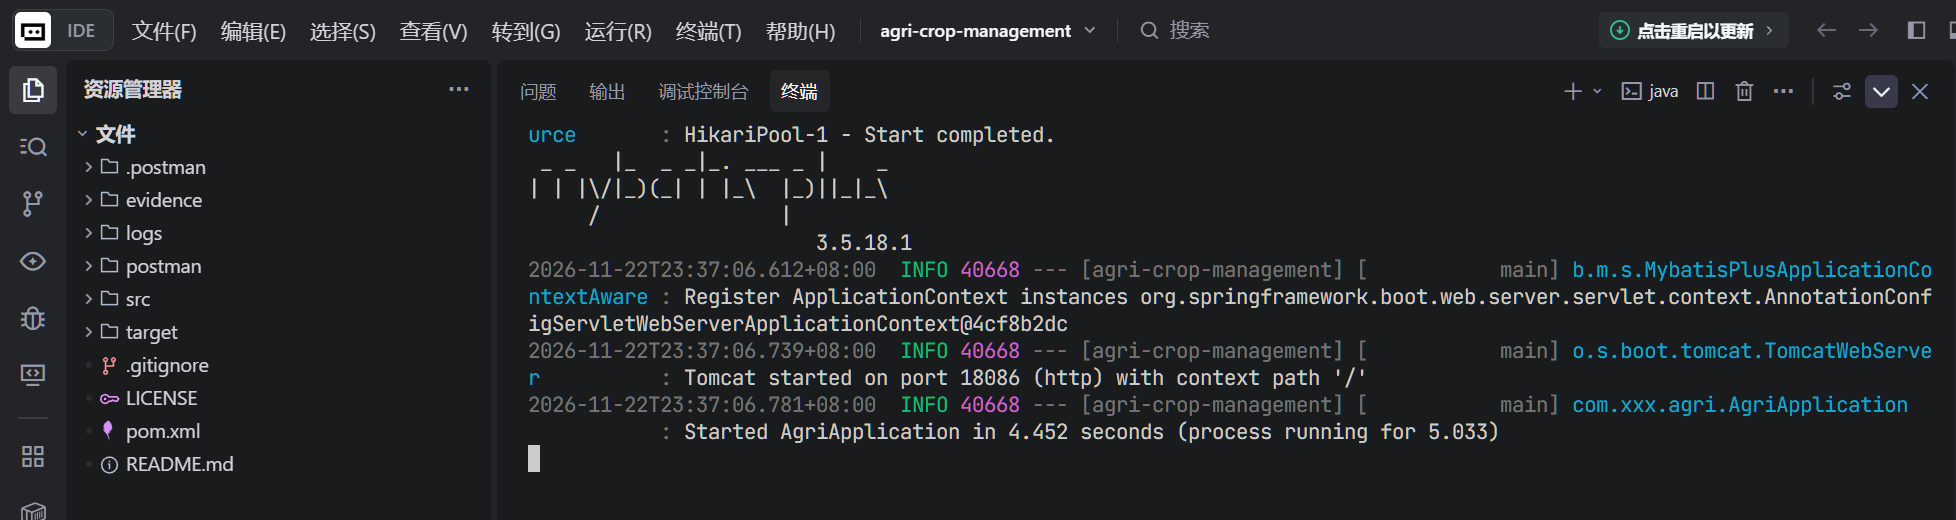 IDE 文件(F) 编辑(E) 选择(S) 查看(V) 转到(G) 运行(R) 终端(T) 帮助(H) agri-crop-management 搜索 点击重启以更新
资源管理器
文件
.postman
evidence
logs
postman
src
target
.gitignore
LICENSE
pom.xml
README.md
问题 输出 调试控制台 终端 java
urce : HikariPool-1 - Start completed.
_ _ |_ _ _|_. ___ _ | _
| | |\/|_)(_| | |_\ |_)||_|_\
/ |
3.5.18.1
2026-11-22T23:37:06.612+08:00 INFO 40668 --- [agri-crop-management] [ main] b.m.s.MybatisPlusApplicationCo
ntextAware : Register ApplicationContext instances org.springframework.boot.web.server.servlet.context.AnnotationConf
igServletWebServerApplicationContext@4cf8b2dc
2026-11-22T23:37:06.739+08:00 INFO 40668 --- [agri-crop-management] [ main] o.s.boot.tomcat.TomcatWebServe
r : Tomcat started on port 18086 (http) with context path '/'
2026-11-22T23:37:06.781+08:00 INFO 40668 --- [agri-crop-management] [ main] com.xxx.agri.AgriApplication
: Started AgriApplication in 4.452 seconds (process running for 5.033)